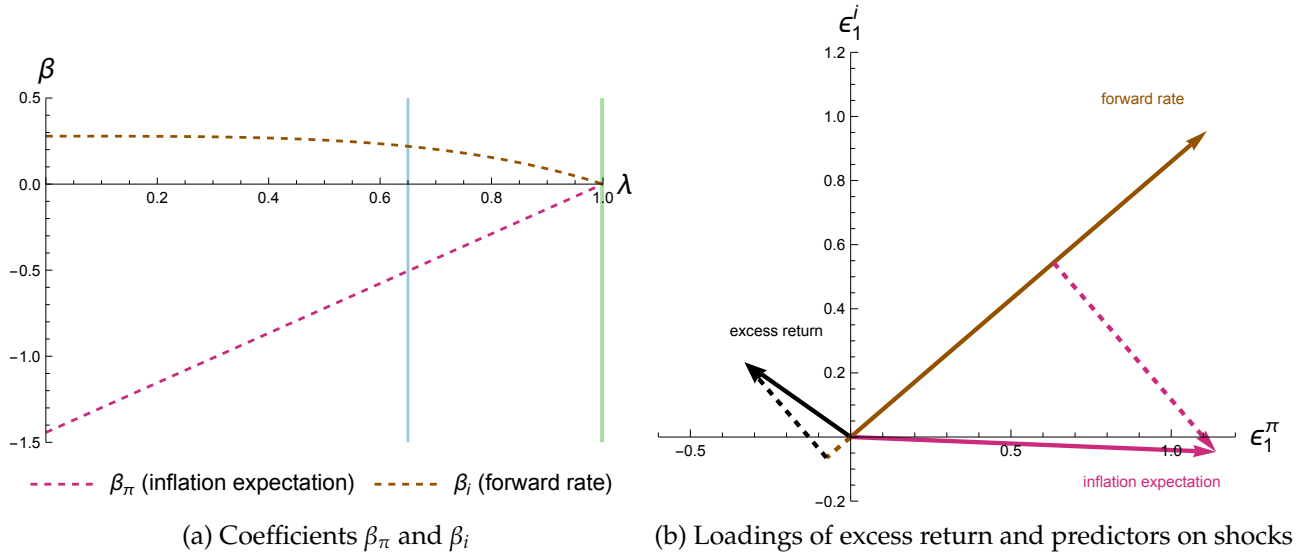 β
0.5
0.0
0.2
0.4
0.6
0.8
1.0
λ
−0.5
−1.0
−1.5
β_π (inflation expectation)
β_i (forward rate)
(a) Coefficients β_π and β_i
ϵ_1^i
1.2
1.0
0.8
0.6
0.4
0.2
-0.2
-0.5
0.5
1.0
ϵ_1^π
forward rate
excess return
inflation expectation
(b) Loadings of excess return and predictors on shocks